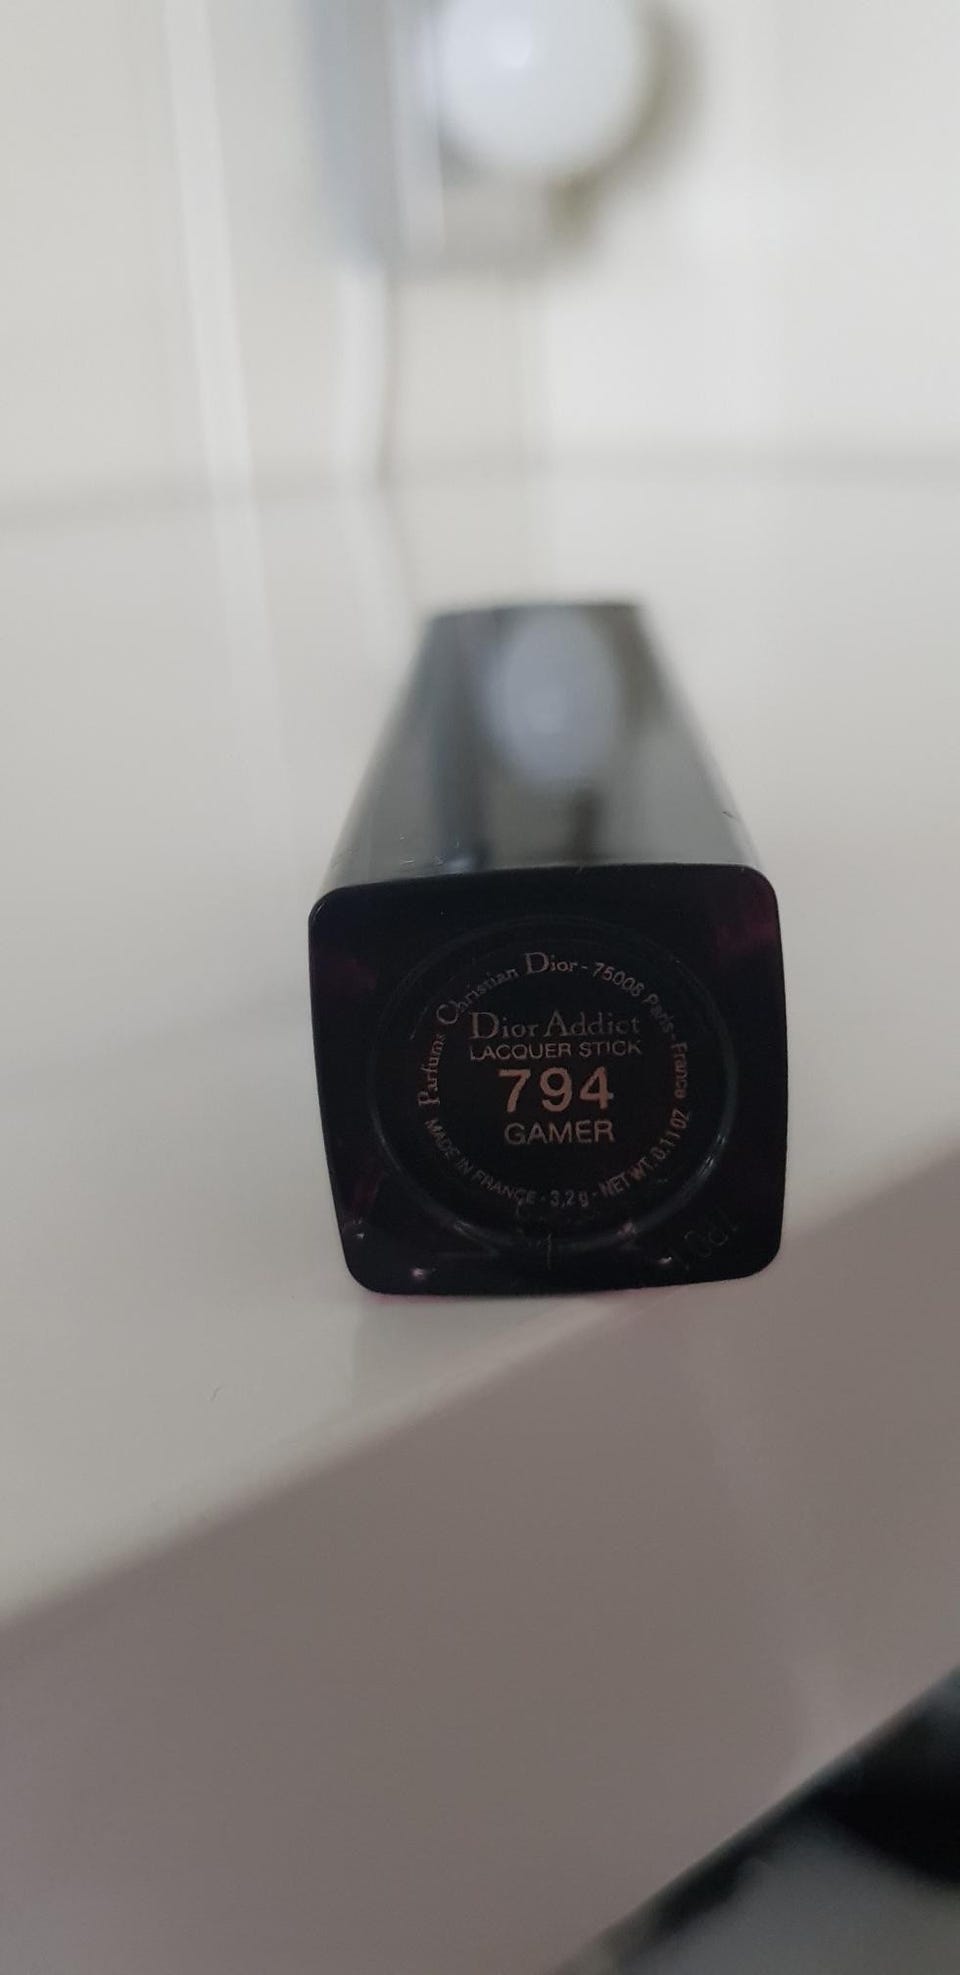 Parfums Christian Dior - 75008 Paris - France
Dior Addict
LACQUER STICK
794
GAMER
MADE IN FRANCE - 3,2 g - NET WT. 0.11 OZ